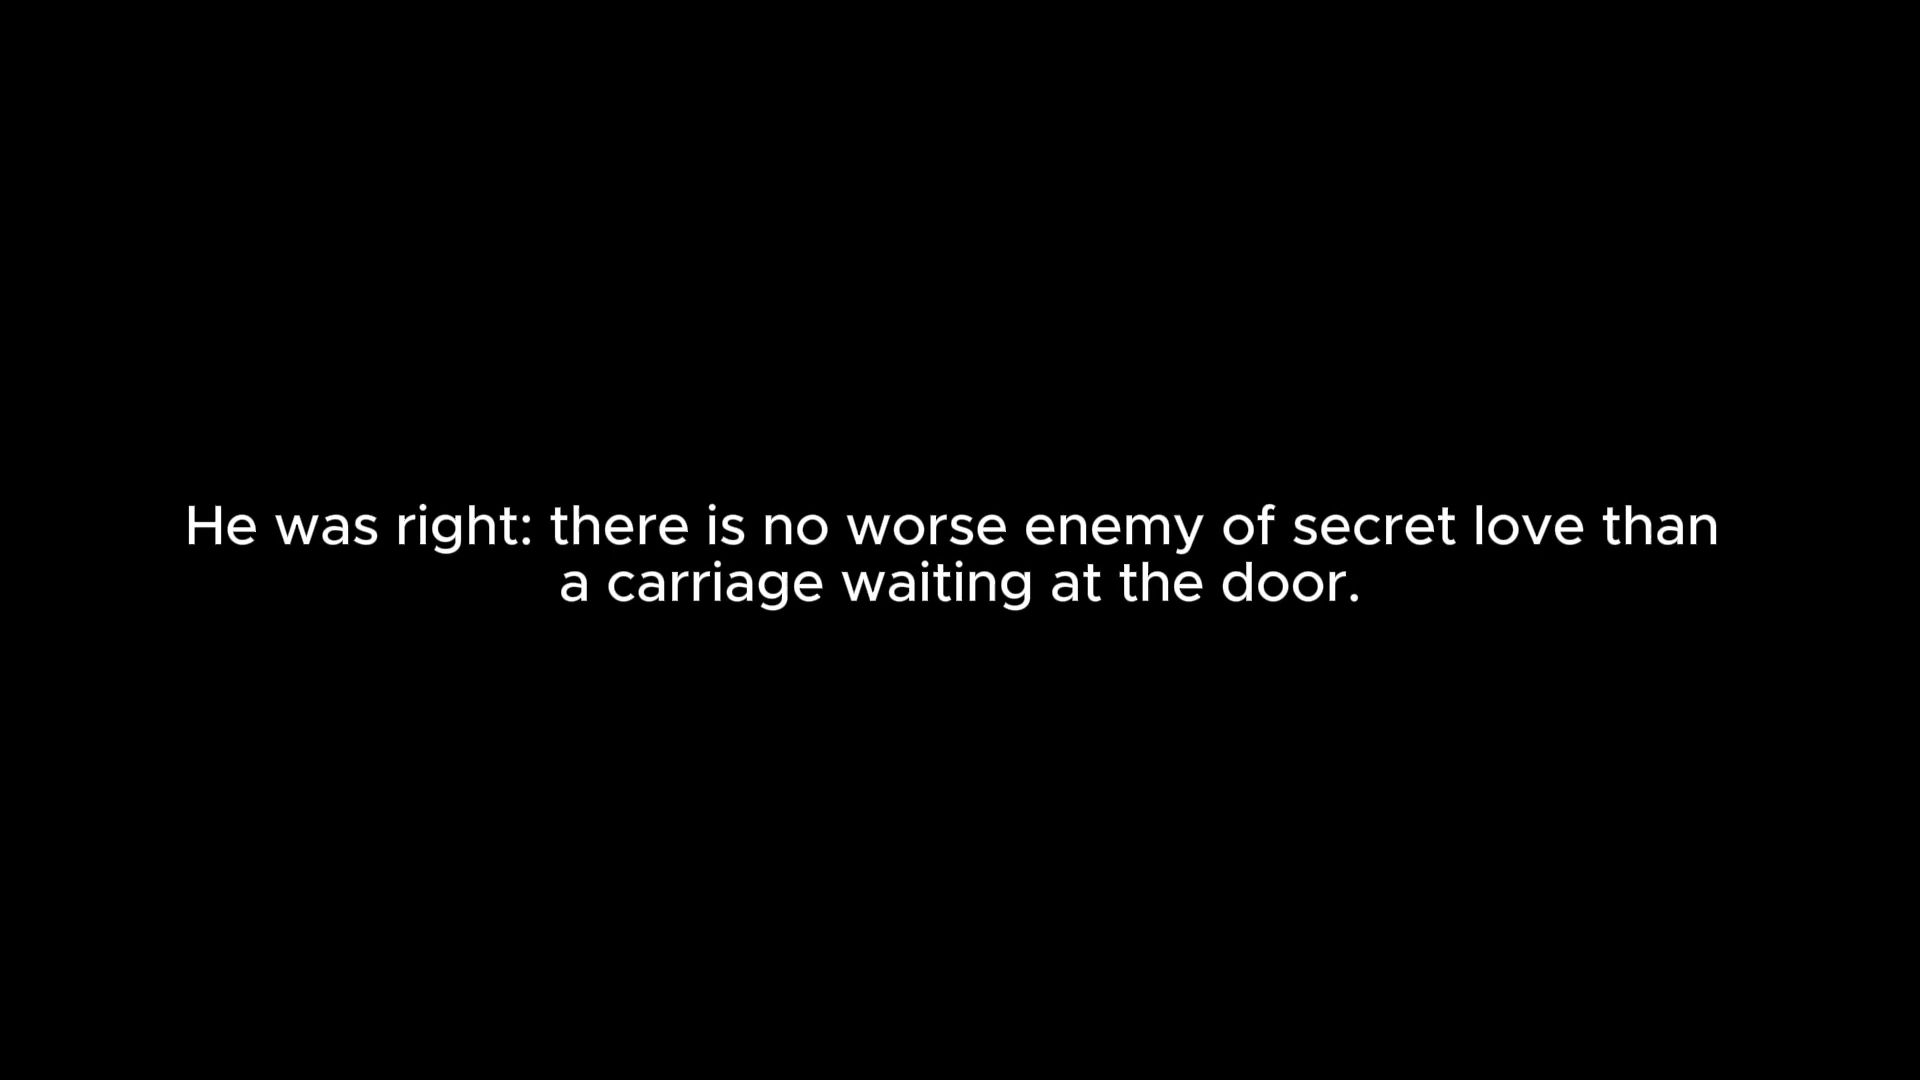 He was right: there is no worse enemy of secret love than
a carriage waiting at the door.